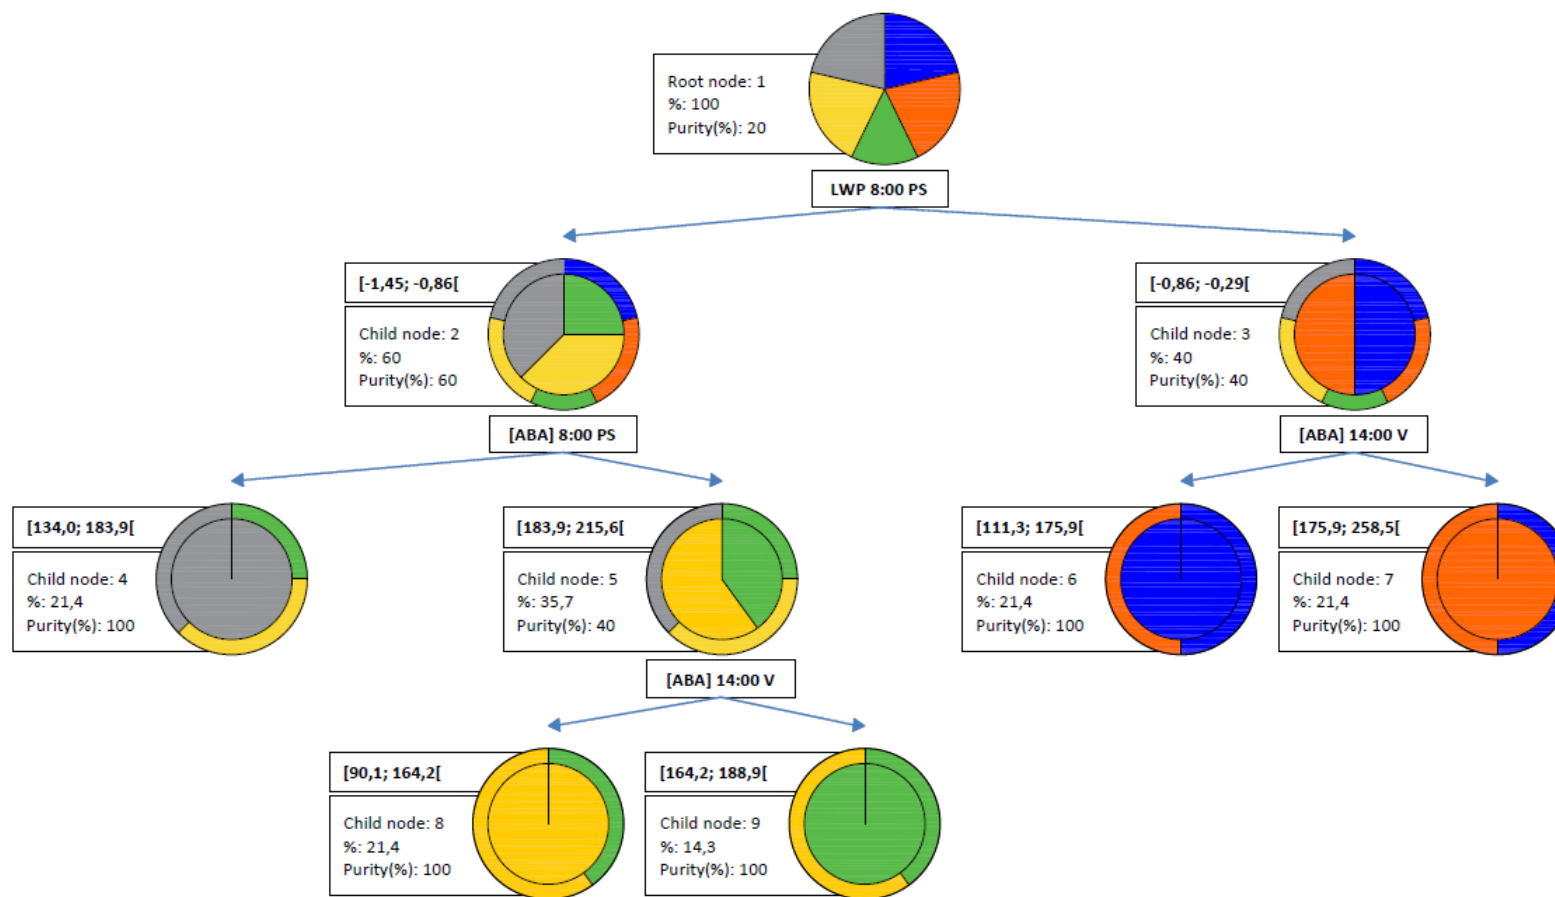 Root node: 1
%: 100
Purity(%): 20
LWP 8:00 PS
[-1,45; -0,86[
Child node: 2
%: 60
Purity(%): 60
[-0,86; -0,29[
Child node: 3
%: 40
Purity(%): 40
[ABA] 8:00 PS
[ABA] 14:00 V
[134,0; 183,9[
Child node: 4
%: 21,4
Purity(%): 100
[183,9; 215,6[
Child node: 5
%: 35,7
Purity(%): 40
[111,3; 175,9[
Child node: 6
%: 21,4
Purity(%): 100
[175,9; 258,5[
Child node: 7
%: 21,4
Purity(%): 100
[ABA] 14:00 V
[90,1; 164,2[
Child node: 8
%: 21,4
Purity(%): 100
[164,2; 188,9[
Child node: 9
%: 14,3
Purity(%): 100